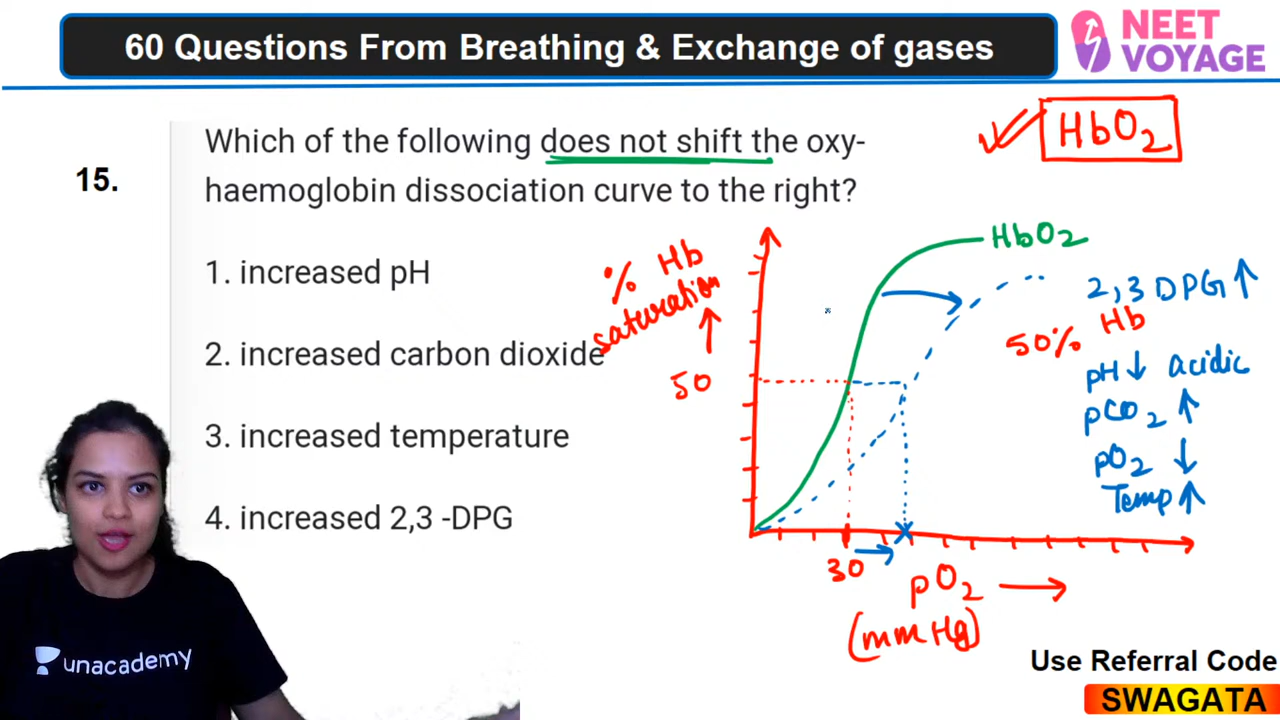 60 Questions From Breathing & Exchange of gases
NEET
VOYAGE
15.
Which of the following does not shift the oxy-
haemoglobin dissociation curve to the right?
1. increased pH
2. increased carbon dioxide
3. increased temperature
4. increased 2,3 -DPG
HbO2
% Hb
saturation
50
HbO2
2,3 DPG ↑
50% Hb
pH ↓ acidic
pCO2 ↑
pO2 ↓
Temp ↑
30
pO2
(mmHg)
unacademy
Use Referral Code
SWAGATA